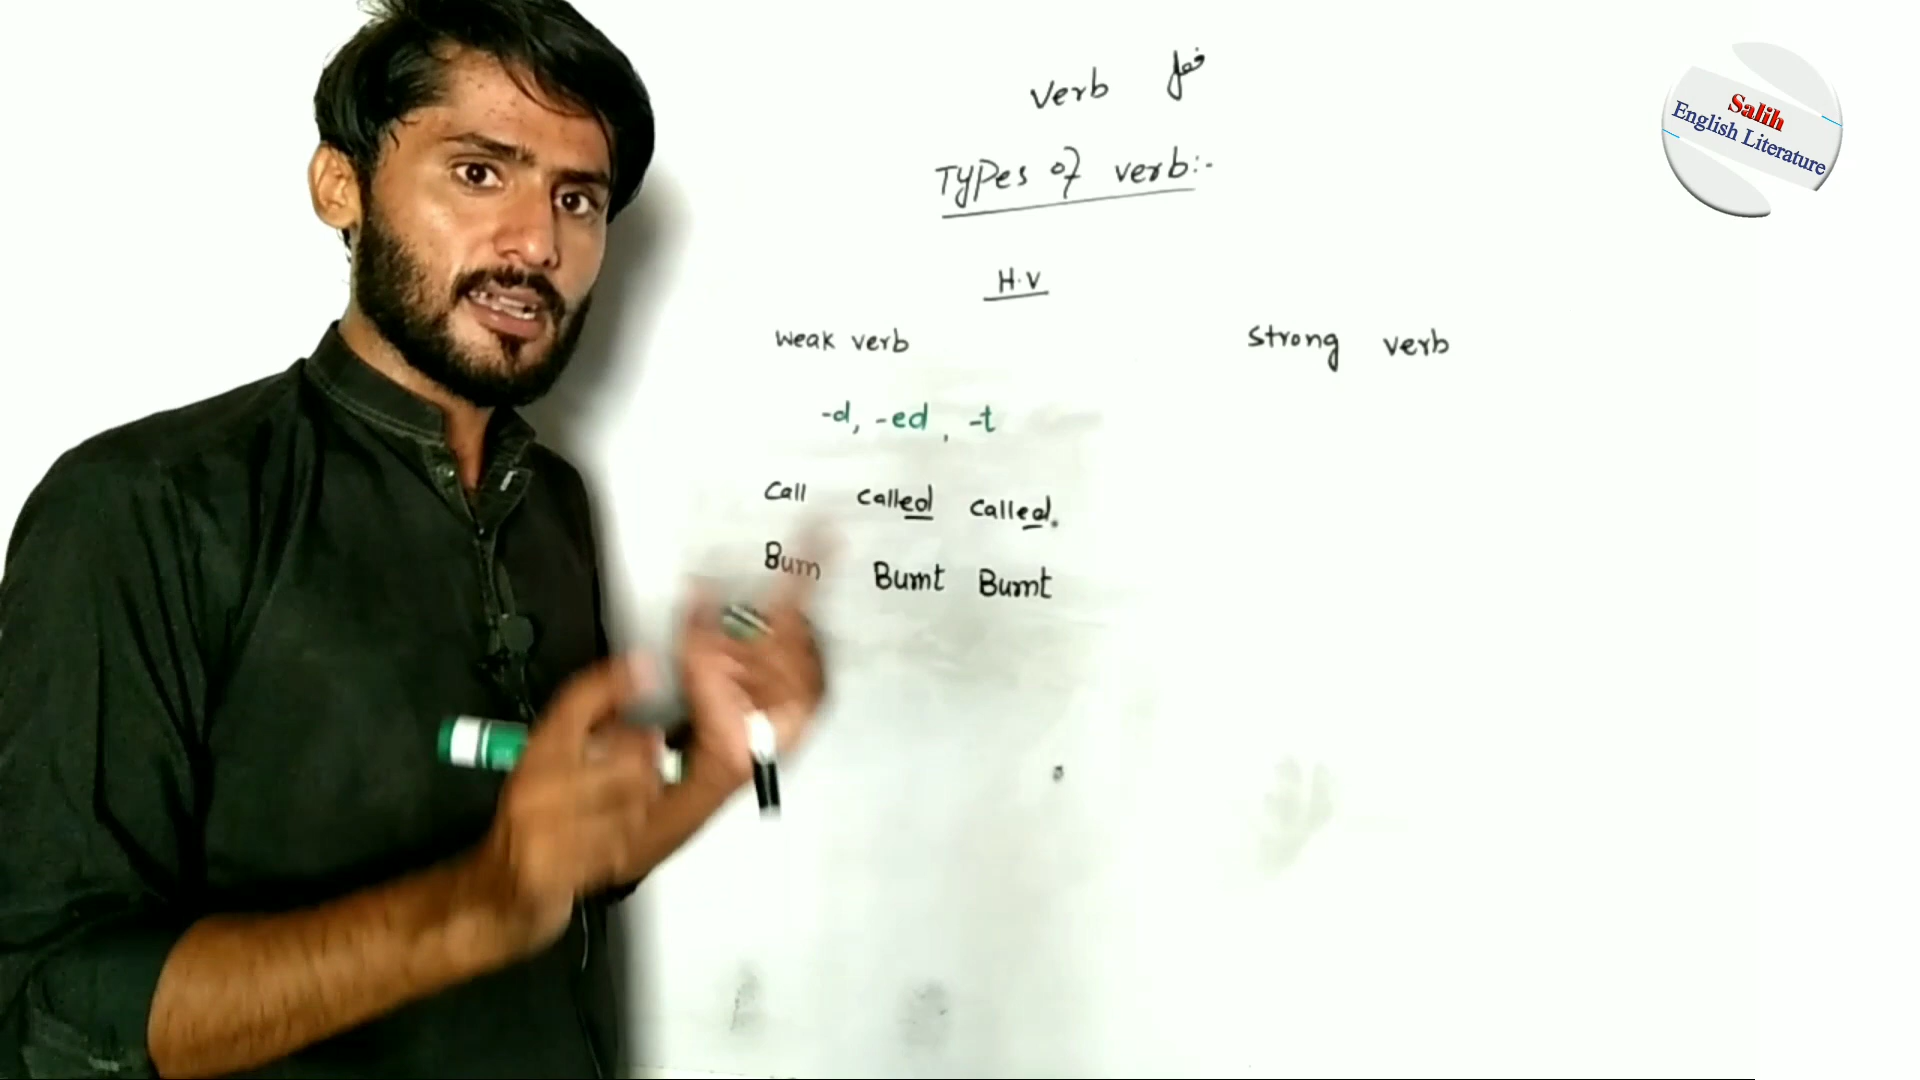 verb فعل
Types of verb:-
H.V
weak verb
strong verb
-d, -ed, -t
Call called called.
Burn Burnt Burnt
Salih
English Literature